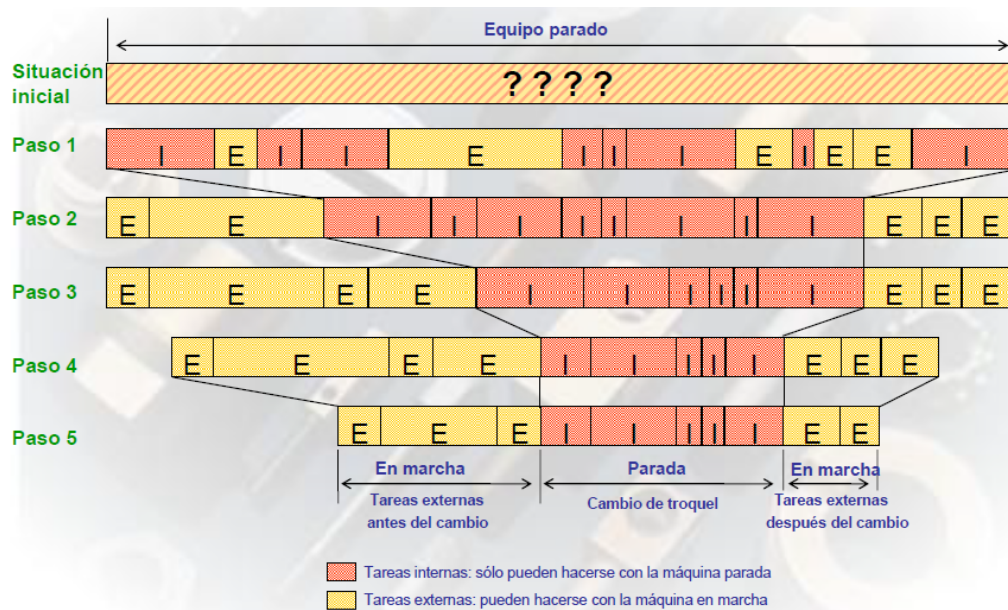 Equipo parado
Situación
inicial
? ? ? ?
Paso 1
I E I I E I I I E I E E I
Paso 2
E E I I I I I I I I E E E
Paso 3
E E E E I I I I I I E E E
Paso 4
E E E E I I I I I E E E
Paso 5
E E E I I I I I E E
En marcha
Parada
En marcha
Tareas externas
antes del cambio
Cambio de troquel
Tareas externas
después del cambio
Tareas internas: sólo pueden hacerse con la máquina parada
Tareas externas: pueden hacerse con la máquina en marcha